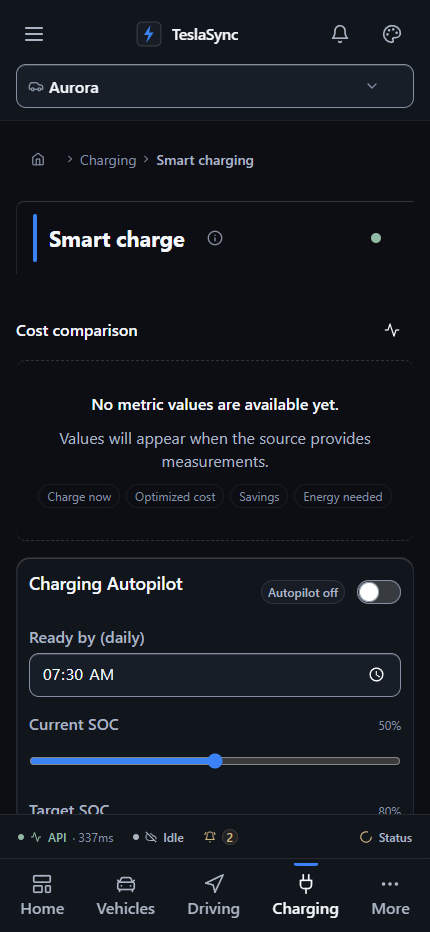 TeslaSync
Aurora
Charging
Smart charging
Smart charge
Cost comparison
No metric values are available yet.
Values will appear when the source provides
measurements.
Charge now
Optimized cost
Savings
Energy needed
Charging Autopilot
Autopilot off
Ready by (daily)
07:30 AM
Current SOC
50%
Target SOC
80%
API · 337ms
Idle
2
Status
Home
Vehicles
Driving
Charging
More